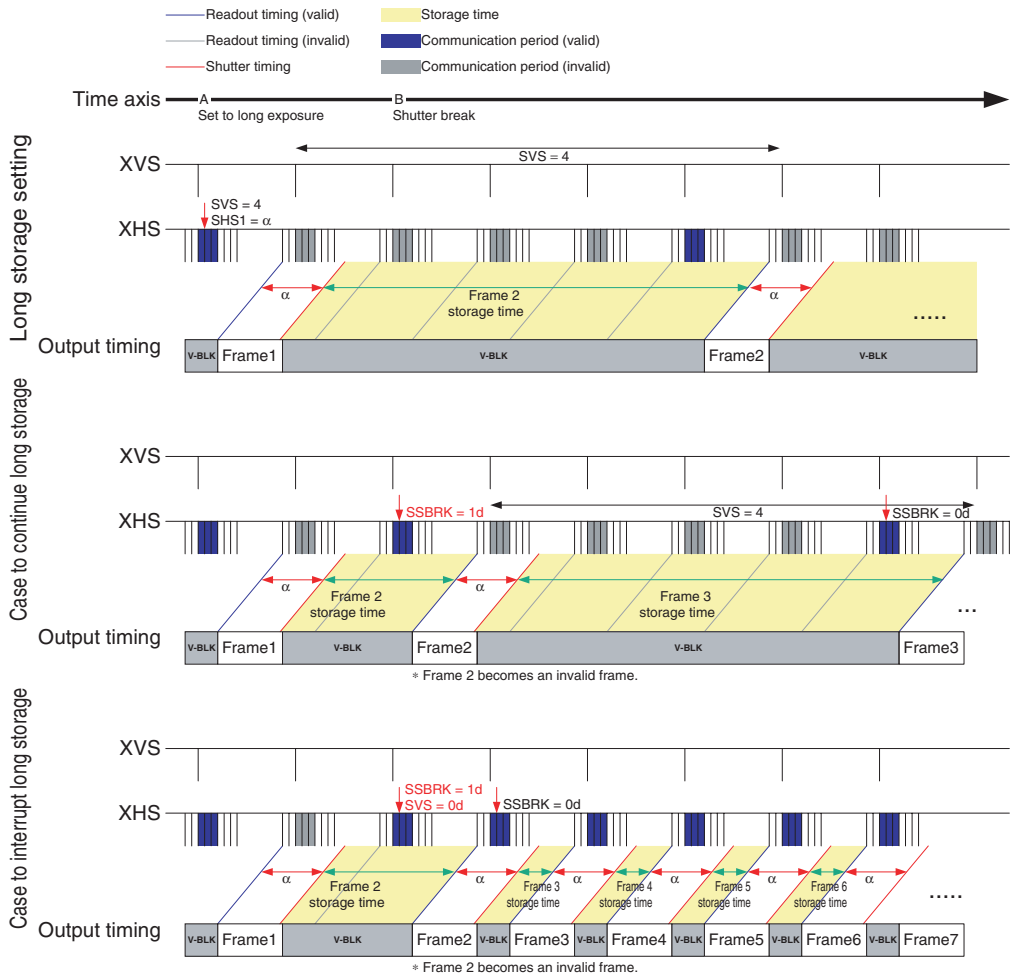 Readout timing (valid)
Storage time
Readout timing (invalid)
Communication period (valid)
Shutter timing
Communication period (invalid)
Time axis
A
B
Set to long exposure
Shutter break
Long storage setting
XVS
SVS = 4
XHS
SVS = 4
SHS1 = α
α
Frame 2
storage time
α
.....
Output timing
V-BLK
Frame1
V-BLK
Frame2
V-BLK
Case to continue long storage
XVS
XHS
SSBRK = 1d
SVS = 4
SSBRK = 0d
α
Frame 2
storage time
α
Frame 3
storage time
...
Output timing
V-BLK
Frame1
V-BLK
Frame2
V-BLK
Frame3
* Frame 2 becomes an invalid frame.
Case to interrupt long storage
XVS
SSBRK = 1d
SVS = 0d
SSBRK = 0d
XHS
α
Frame 2
storage time
α
Frame 3
storage time
α
Frame 4
storage time
α
Frame 5
storage time
α
Frame 6
storage time
α
.....
Output timing
V-BLK
Frame1
V-BLK
Frame2
V-BLK
Frame3
V-BLK
Frame4
V-BLK
Frame5
V-BLK
Frame6
V-BLK
Frame7
* Frame 2 becomes an invalid frame.